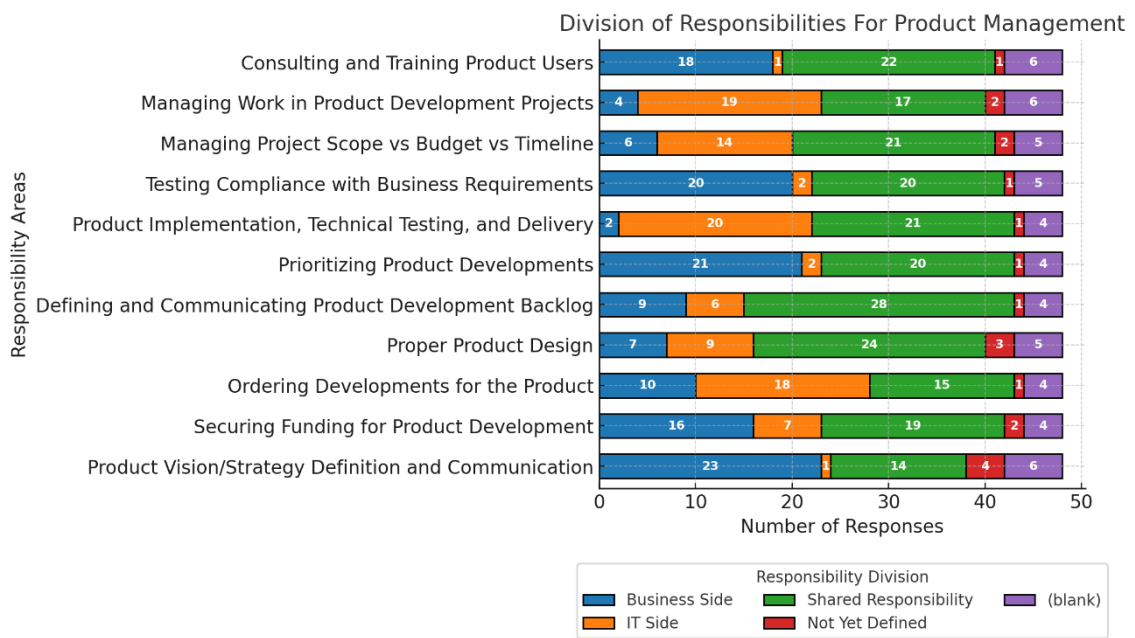 Division of Responsibilities For Product Management
Responsibility Areas
Consulting and Training Product Users
18 1 22 1 6
Managing Work in Product Development Projects
4 19 17 2 6
Managing Project Scope vs Budget vs Timeline
6 14 21 2 5
Testing Compliance with Business Requirements
20 2 20 1 5
Product Implementation, Technical Testing, and Delivery
2 20 21 1 4
Prioritizing Product Developments
21 2 20 1 4
Defining and Communicating Product Development Backlog
9 6 28 1 4
Proper Product Design
7 9 24 3 5
Ordering Developments for the Product
10 18 15 1 4
Securing Funding for Product Development
16 7 19 2 4
Product Vision/Strategy Definition and Communication
23 1 14 4 6
0 10 20 30 40 50
Number of Responses
Responsibility Division
Business Side Shared Responsibility (blank)
IT Side Not Yet Defined